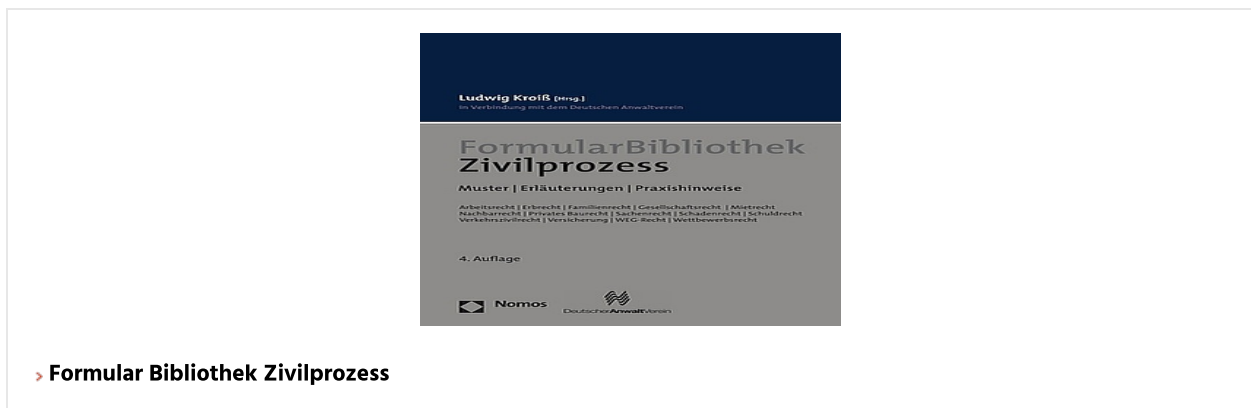 Ludwig Kroiß [Hrsg.]
In Verbindung mit dem Deutschen Anwaltverein
FormularBibliothek
Zivilprozess
Muster | Erläuterungen | Praxishinweise
Arbeitsrecht | Erbrecht | Familienrecht | Gesellschaftsrecht | Mietrecht
Nachbarrecht | Privates Baurecht | Sachenrecht | Schadenrecht | Schuldrecht
Verkehrszivilrecht | Versicherung | WEG-Recht | Wettbewerbsrecht
4. Auflage
Nomos
DeutscherAnwaltVerein
Formular Bibliothek Zivilprozess